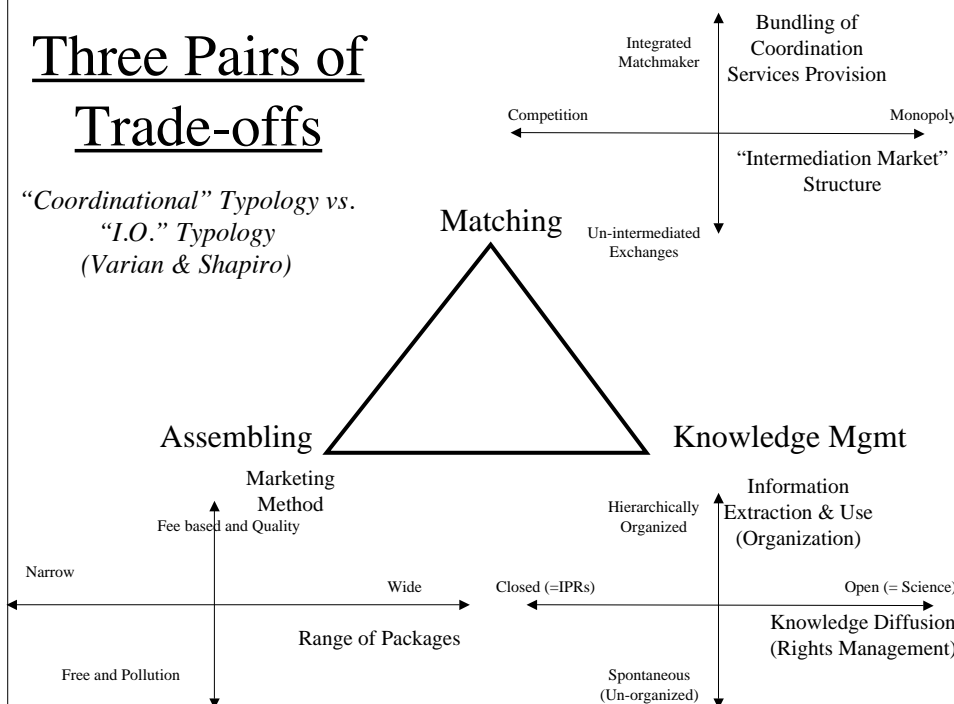 Three Pairs of
Trade-offs
“Coordinational” Typology vs.
“I.O.” Typology
(Varian & Shapiro)
Integrated
Matchmaker
Bundling of
Coordination
Services Provision
Competition
Monopoly
“Intermediation Market”
Structure
Un-intermediated
Exchanges
Matching
Assembling
Knowledge Mgmt
Marketing
Method
Fee based and Quality
Narrow
Wide
Range of Packages
Free and Pollution
Hierarchically
Organized
Information
Extraction & Use
(Organization)
Closed (=IPRs)
Open (= Science)
Knowledge Diffusion
(Rights Management)
Spontaneous
(Un-organized)